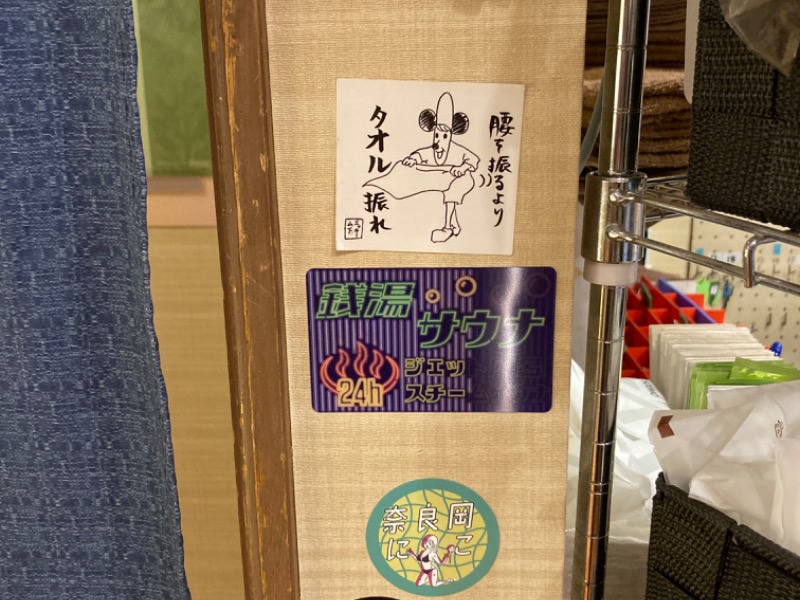 腰を振るより
タオル振れ
銭湯
サウナ
24h
ジェッ
スチー
奈良岡
にこ